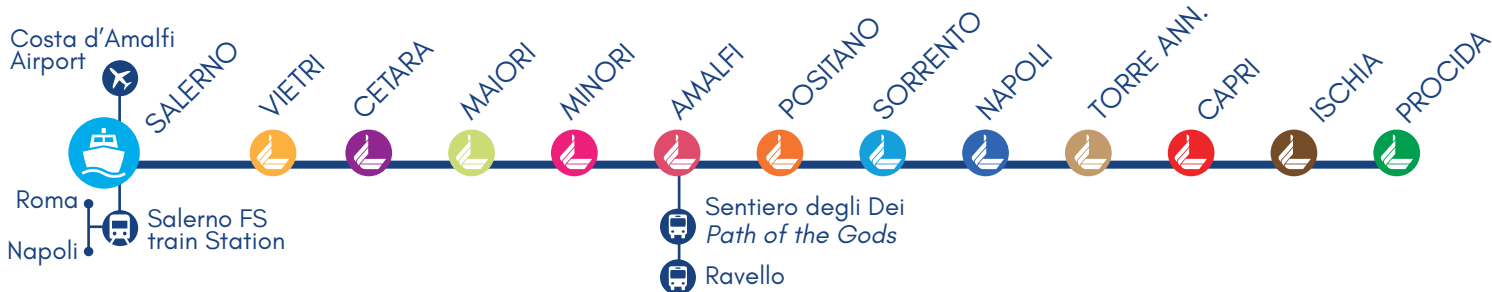 Costa d'Amalfi
Airport
SALERNO
VIETRI
CETARA
MAIORI
MINORI
AMALFI
POSITANO
SORRENTO
NAPOLI
TORRE ANN.
CAPRI
ISCHIA
PROCIDA
Roma
Napoli
Salerno FS
train Station
Sentiero degli Dei
Path of the Gods
Ravello